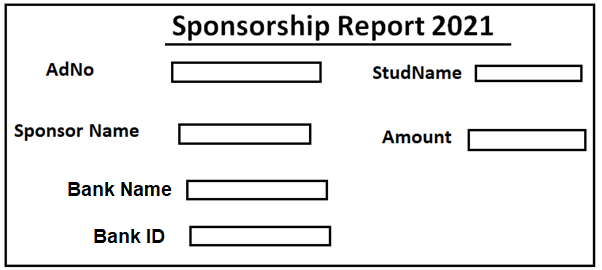 Sponsorship Report 2021
AdNo StudName
Sponsor Name Amount
Bank Name
Bank ID